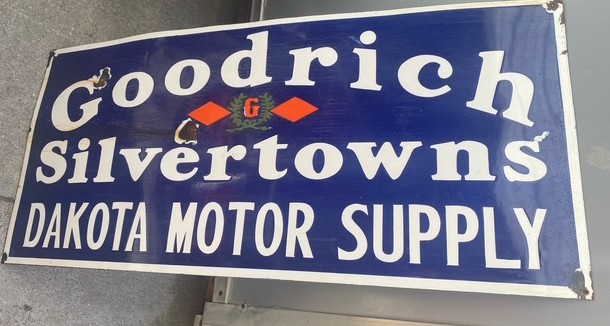 Goodrich
G
Silvertowns
DAKOTA MOTOR SUPPLY